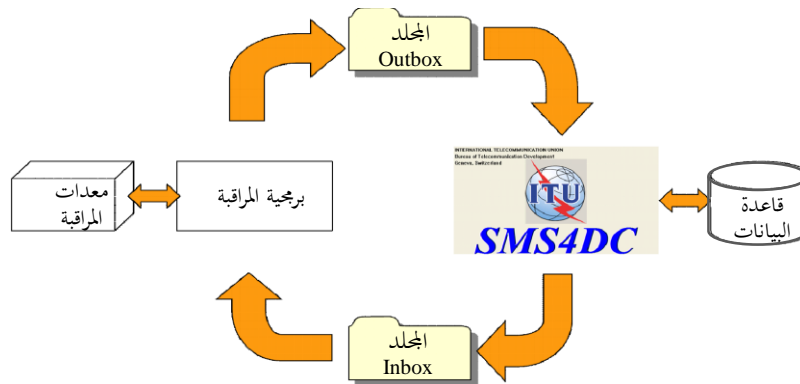 المجلد
Outbox
معدات
المراقبة
برمجية المراقبة
INTERNATIONAL TELECOMMUNICATION UNION
Bureau of Telecommunication Development
Geneva, Switzerland
ITU
SMS4DC
قاعدة
البيانات
المجلد
Inbox